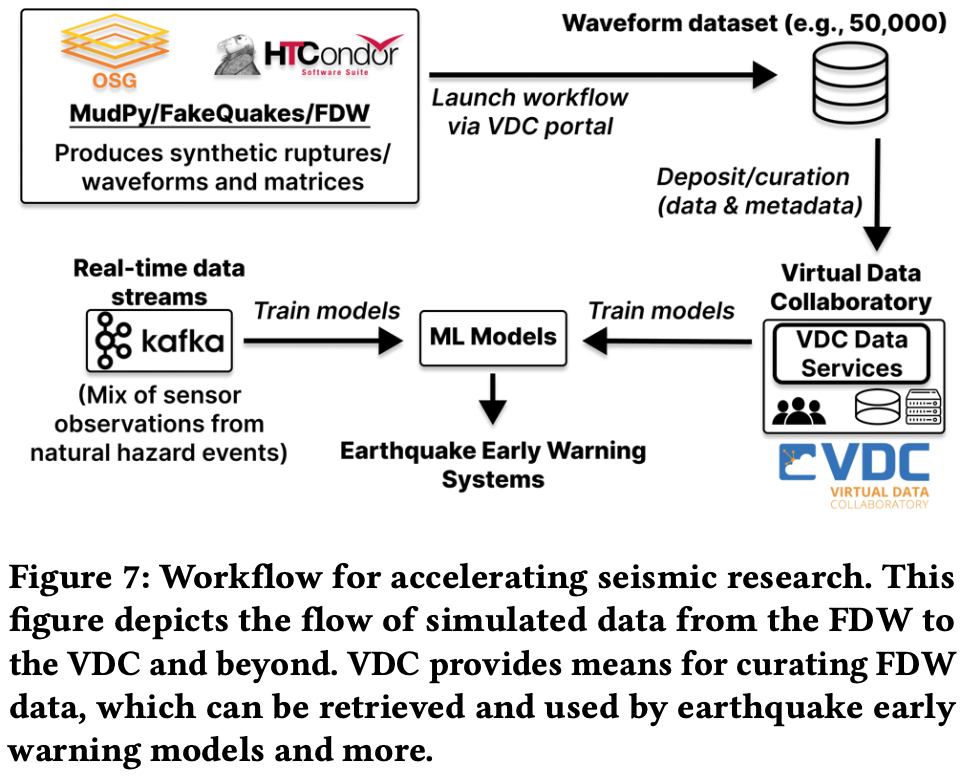 OSG
HTCondor
Software Suite
MudPy/FakeQuakes/FDW
Produces synthetic ruptures/
waveforms and matrices
Launch workflow
via VDC portal
Waveform dataset (e.g., 50,000)
Deposit/curation
(data & metadata)
Real-time data
streams
kafka
(Mix of sensor
observations from
natural hazard events)
Train models
ML Models
Train models
Virtual Data
Collaboratory
VDC Data
Services
VDC
VIRTUAL DATA
COLLABORATORY
Earthquake Early Warning
Systems
Figure 7: Workflow for accelerating seismic research. This
figure depicts the flow of simulated data from the FDW to
the VDC and beyond. VDC provides means for curating FDW
data, which can be retrieved and used by earthquake early
warning models and more.